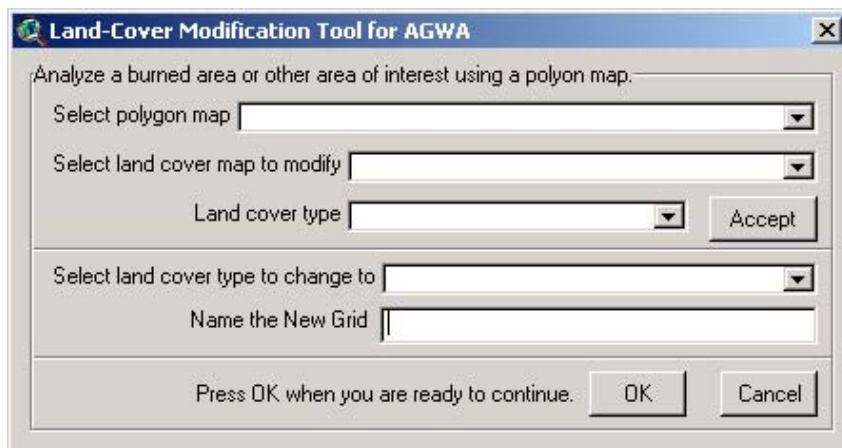 Land-Cover Modification Tool for AGWA
Analyze a burned area or other area of interest using a polyon map.
Select polygon map
Select land cover map to modify
Land cover type
Accept
Select land cover type to change to
Name the New Grid
Press OK when you are ready to continue.
OK
Cancel